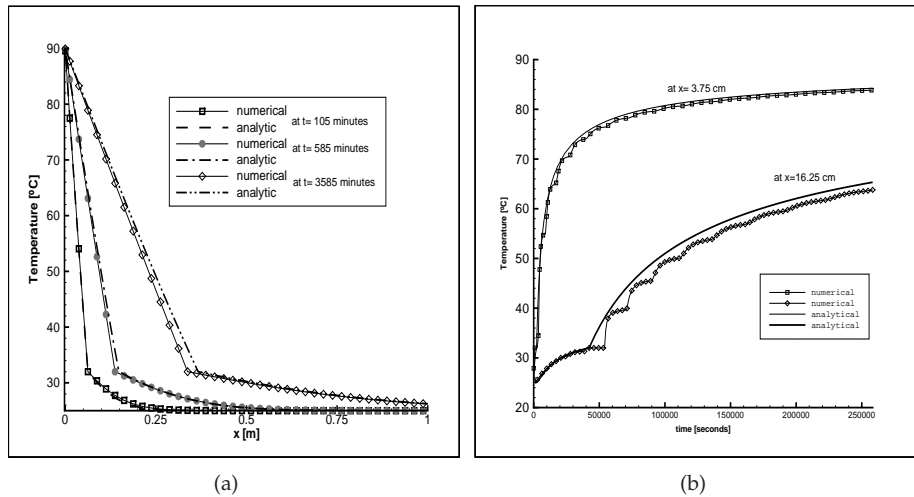 90
80
70
60
50
40
30
Temperature [ºC]
0
0.25
0.5
0.75
1
x [m]
numerical
analytic
at t= 105 minutes
numerical
analytic
at t= 585 minutes
numerical
analytic
at t= 3585 minutes
(a)
90
80
70
60
50
40
30
20
Temperature [ºC]
0
50000
100000
150000
200000
250000
time [seconds]
at x= 3.75 cm
at x=16.25 cm
numerical
numerical
analytical
analytical
(b)